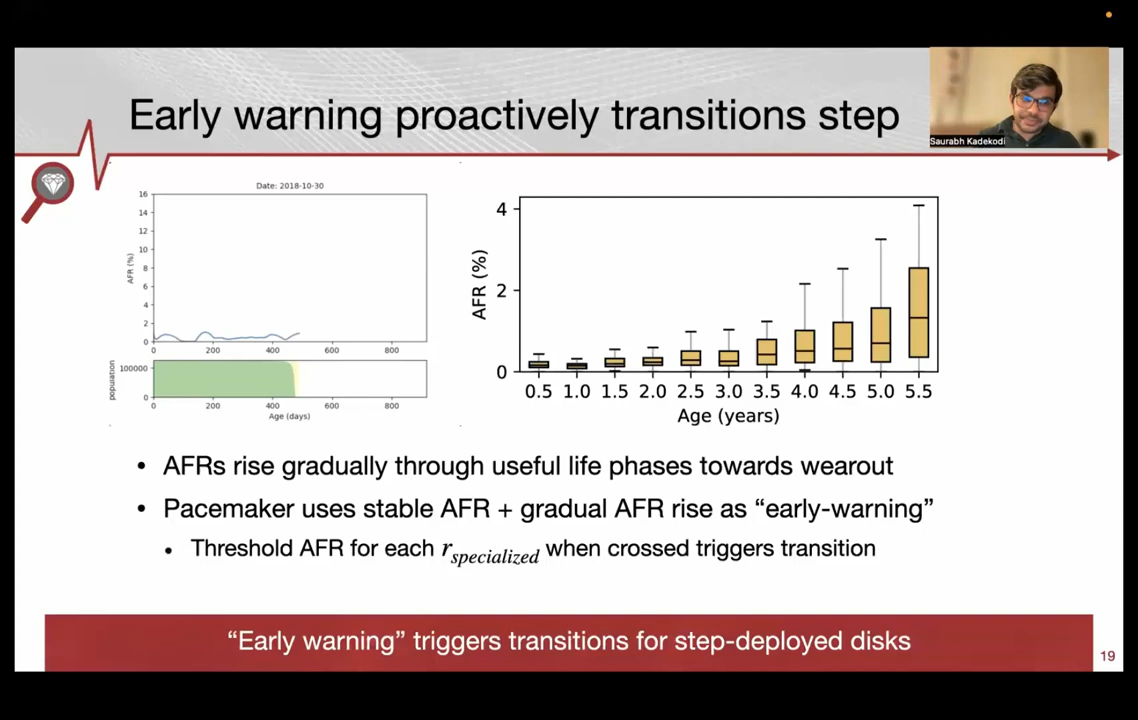 Early warning proactively transitions step
Saurabh Kadekodi
Date: 2018-10-30
16
14
12
10
8
6
4
2
0
AFR (%)
0 200 400 600 800
100000
0
population
0 200 400 600 800
Age (days)
4
2
0
AFR (%)
0.5 1.0 1.5 2.0 2.5 3.0 3.5 4.0 4.5 5.0 5.5
Age (years)
• AFRs rise gradually through useful life phases towards wearout
• Pacemaker uses stable AFR + gradual AFR rise as “early-warning”
• Threshold AFR for each r_specialized when crossed triggers transition
“Early warning” triggers transitions for step-deployed disks
19